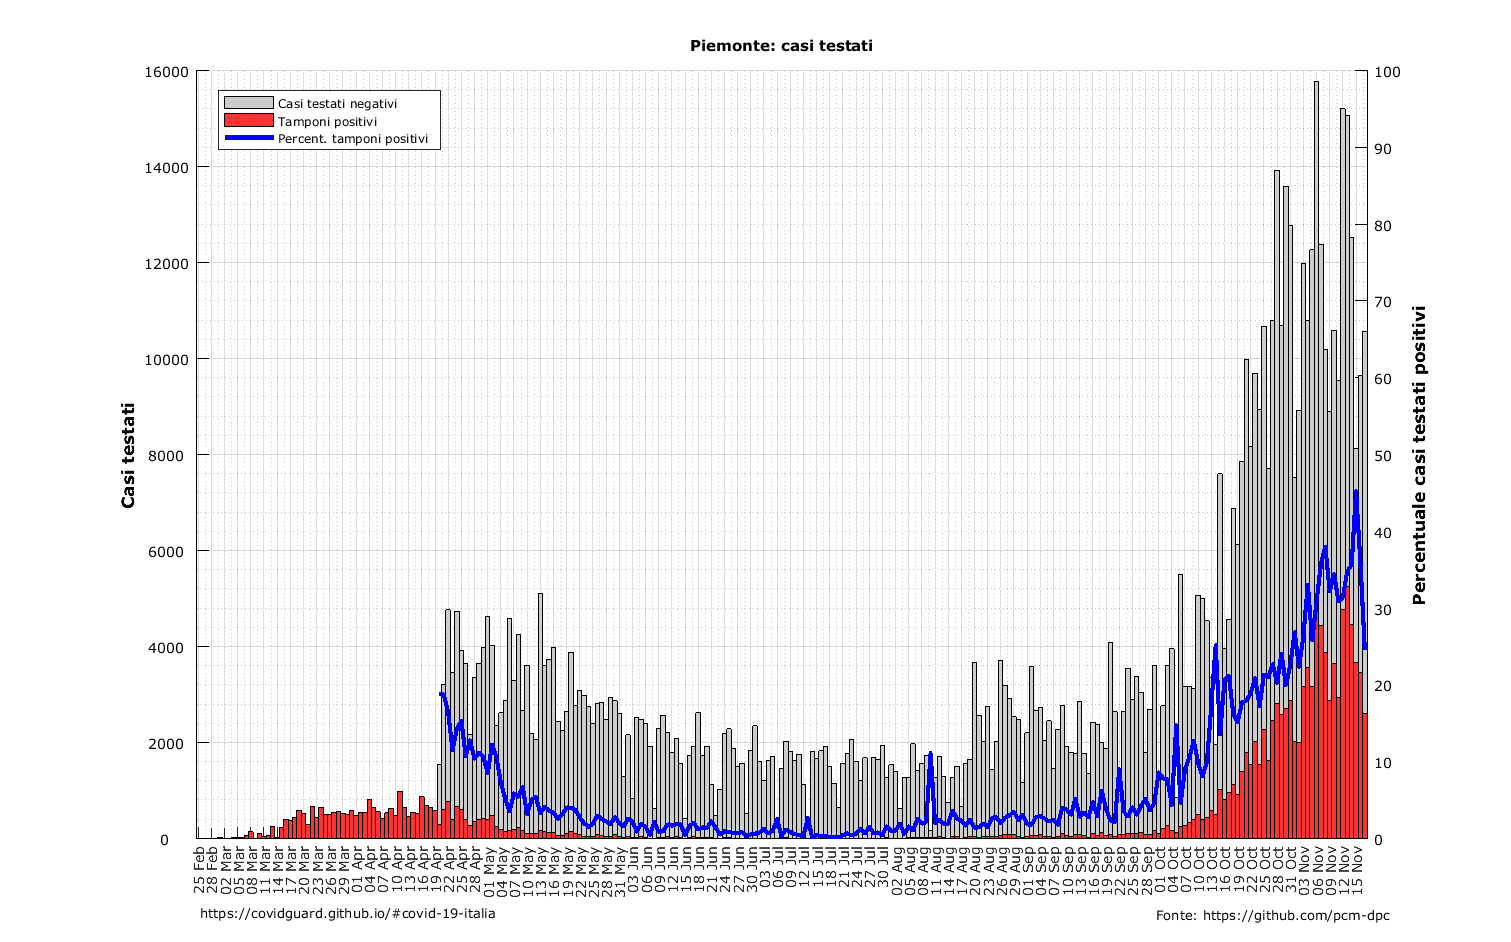 Piemonte: casi testati
Casi testati negativi
Tamponi positivi
Percent. tamponi positivi
Casi testati
16000
14000
12000
10000
8000
6000
4000
2000
0
100
90
80
70
60
50
40
30
20
10
0
Percentuale casi testati positivi
25 Feb
28 Feb
02 Mar
05 Mar
08 Mar
11 Mar
14 Mar
17 Mar
20 Mar
23 Mar
26 Mar
29 Mar
01 Apr
04 Apr
07 Apr
10 Apr
13 Apr
16 Apr
19 Apr
22 Apr
25 Apr
28 Apr
01 May
04 May
07 May
10 May
13 May
16 May
19 May
22 May
25 May
28 May
31 May
03 Jun
06 Jun
09 Jun
12 Jun
15 Jun
18 Jun
21 Jun
24 Jun
27 Jun
30 Jun
03 Jul
06 Jul
09 Jul
12 Jul
15 Jul
18 Jul
21 Jul
24 Jul
27 Jul
30 Jul
02 Aug
05 Aug
08 Aug
11 Aug
14 Aug
17 Aug
20 Aug
23 Aug
26 Aug
29 Aug
01 Sep
04 Sep
07 Sep
10 Sep
13 Sep
16 Sep
19 Sep
22 Sep
25 Sep
28 Sep
01 Oct
04 Oct
07 Oct
10 Oct
13 Oct
16 Oct
19 Oct
22 Oct
25 Oct
28 Oct
31 Oct
03 Nov
06 Nov
09 Nov
12 Nov
15 Nov
https://covidguard.github.io/#covid-19-italia
Fonte: https://github.com/pcm-dpc